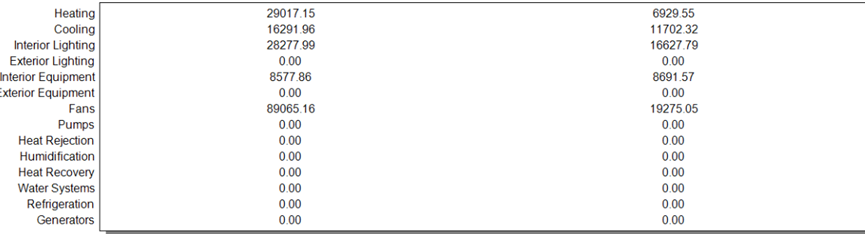 Heating 29017.15 6929.55
Cooling 16291.96 11702.32
Interior Lighting 28277.99 16627.79
Exterior Lighting 0.00 0.00
Interior Equipment 8577.86 8691.57
Exterior Equipment 0.00 0.00
Fans 89065.16 19275.05
Pumps 0.00 0.00
Heat Rejection 0.00 0.00
Humidification 0.00 0.00
Heat Recovery 0.00 0.00
Water Systems 0.00 0.00
Refrigeration 0.00 0.00
Generators 0.00 0.00